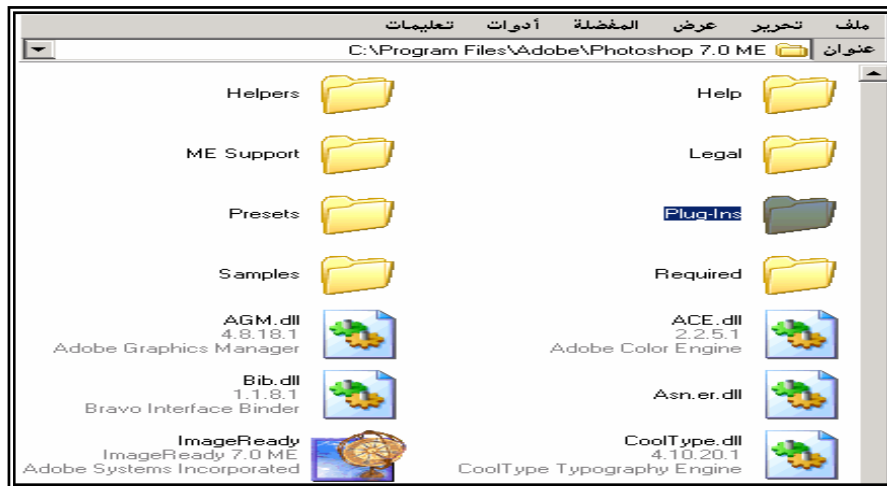 ملف تحرير عرض المفضلة أدوات تعليمات
عنوان C:\Program Files\Adobe\Photoshop 7.0 ME
Help
Helpers
Legal
ME Support
Plug-Ins
Presets
Required
Samples
ACE.dll
2.2.5.1
Adobe Color Engine
AGM.dll
4.8.18.1
Adobe Graphics Manager
Asn.er.dll
Bib.dll
1.1.8.1
Bravo Interface Binder
CoolType.dll
4.10.20.1
CoolType Typography Engine
ImageReady
ImageReady 7.0 ME
Adobe Systems Incorporated